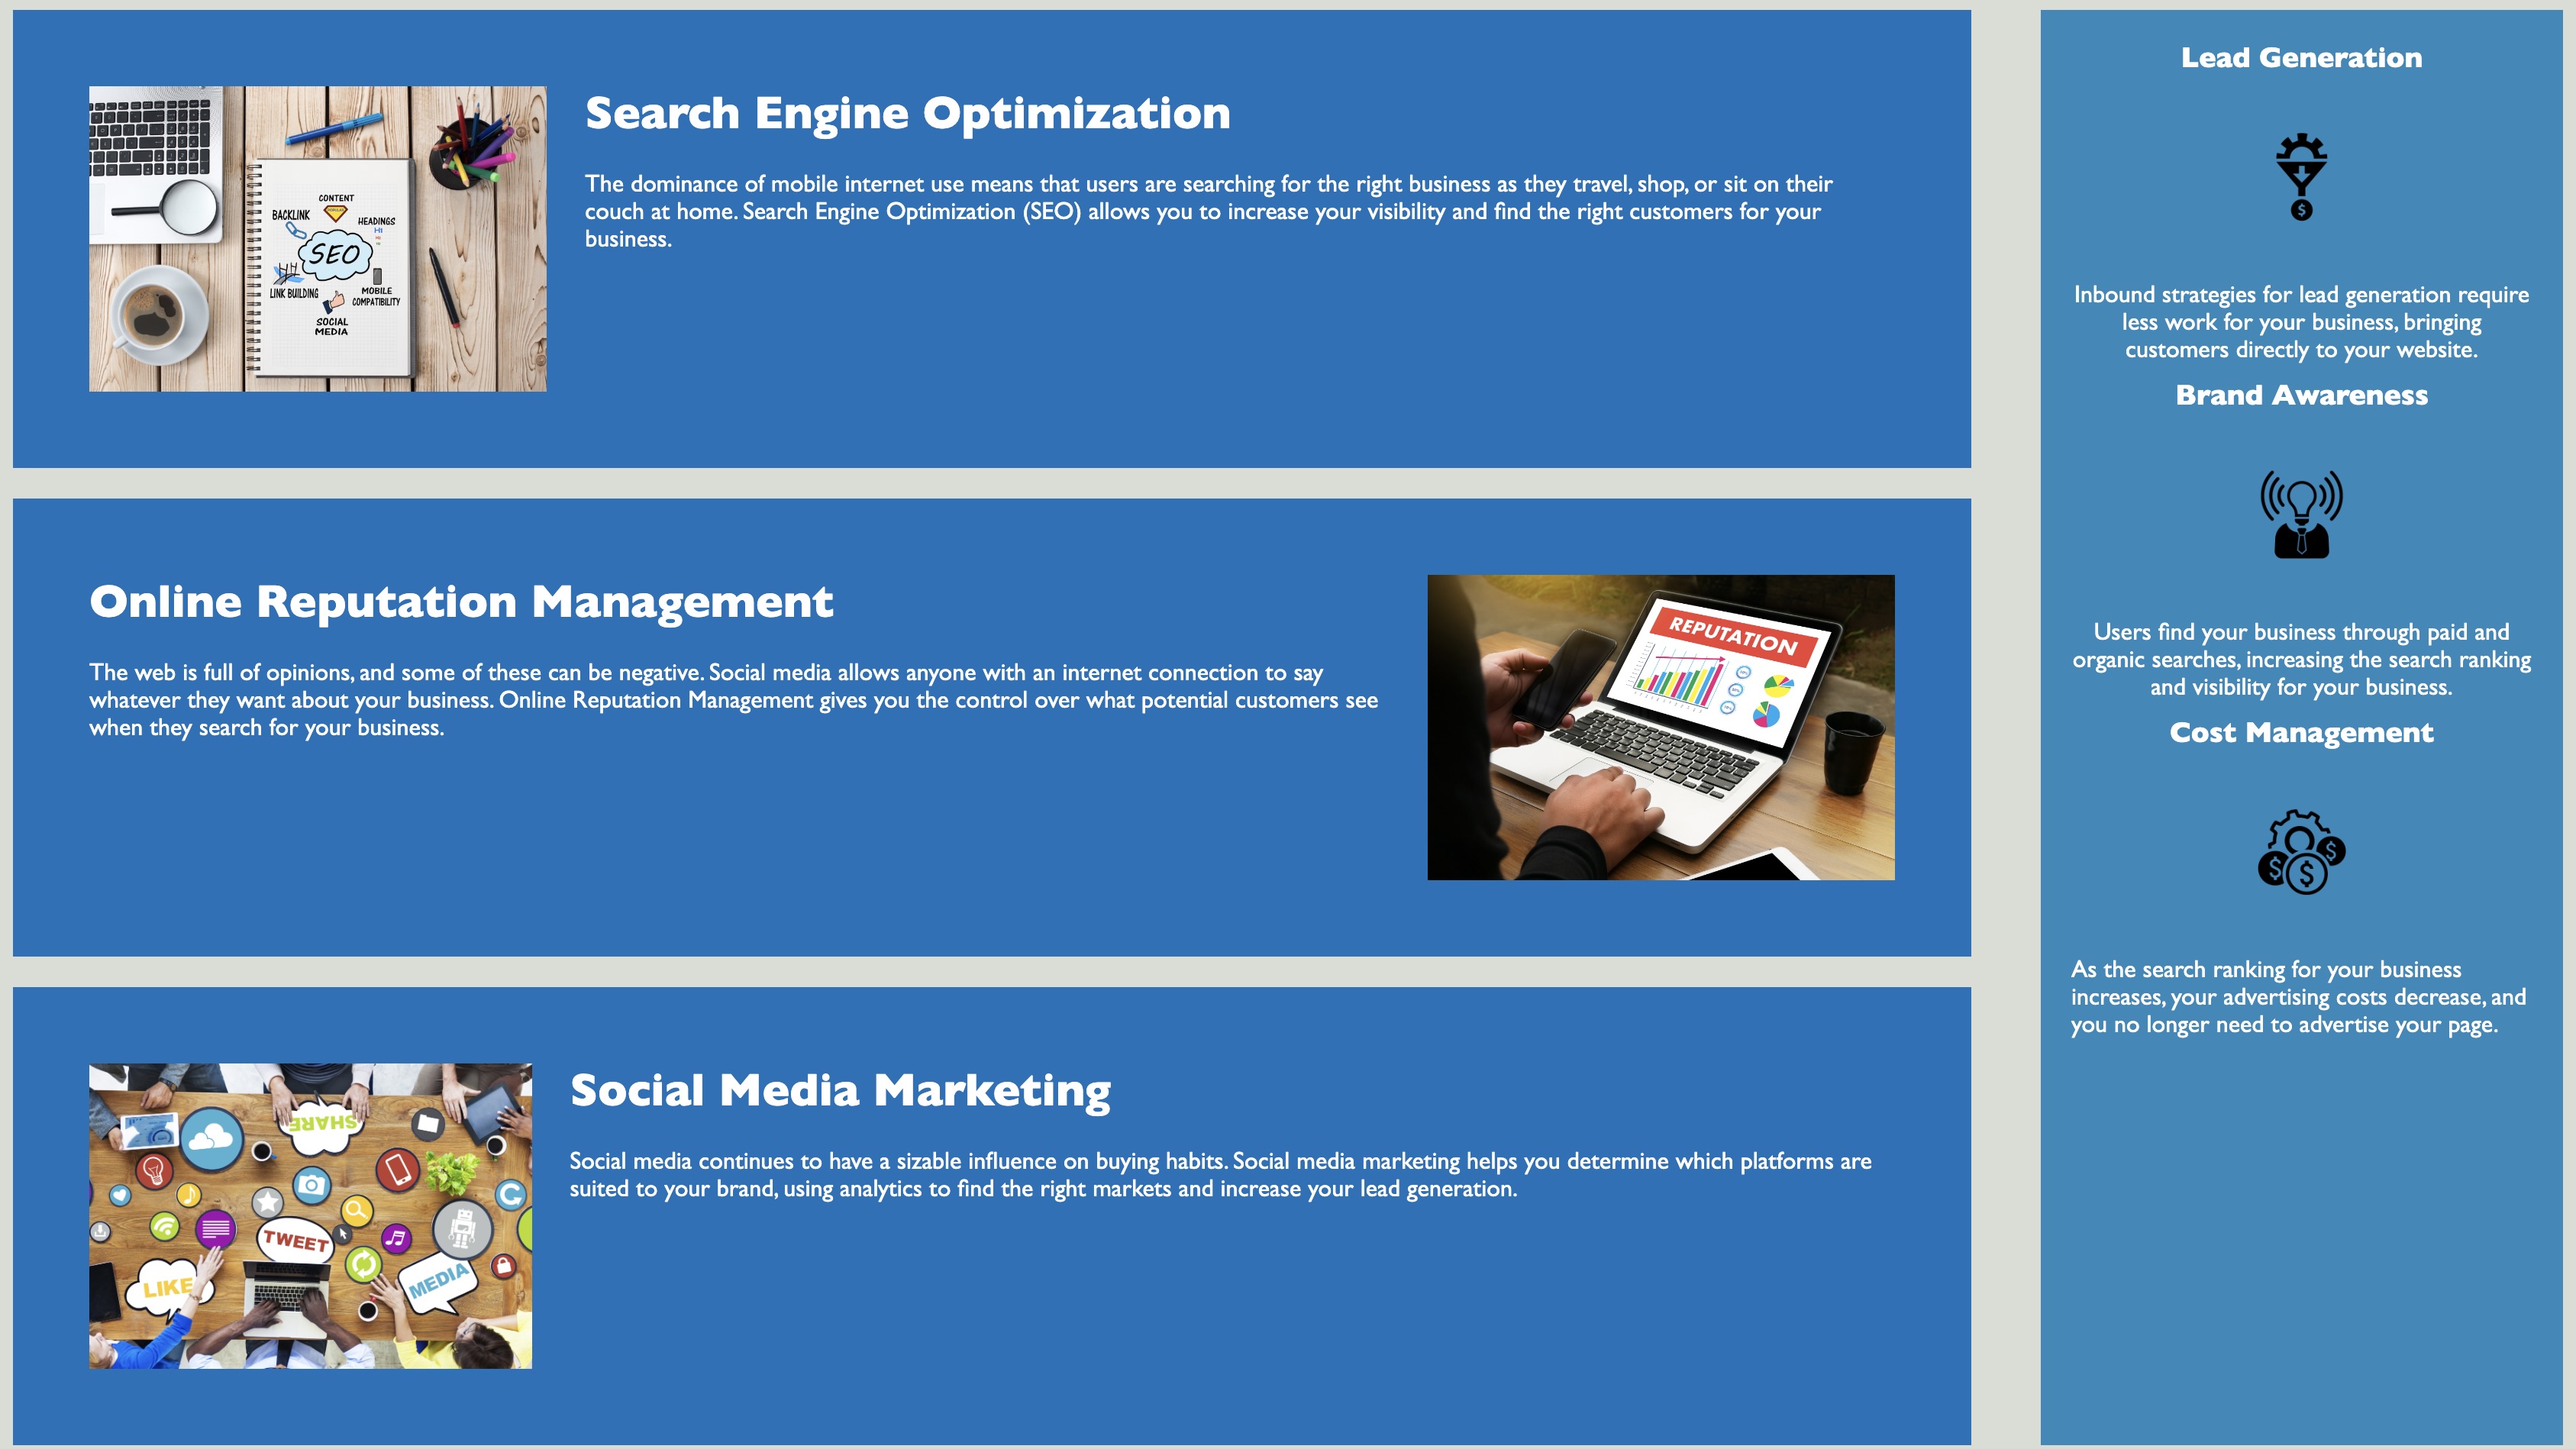 Search Engine Optimization
The dominance of mobile internet use means that users are searching for the right business as they travel, shop, or sit on their
couch at home. Search Engine Optimization (SEO) allows you to increase your visibility and find the right customers for your
business.
CONTENT
BACKLINK
HEADINGS
H1
SEO
LINK BUILDING
MOBILE
COMPATIBILITY
SOCIAL
MEDIA
Online Reputation Management
The web is full of opinions, and some of these can be negative. Social media allows anyone with an internet connection to say
whatever they want about your business. Online Reputation Management gives you the control over what potential customers see
when they search for your business.
REPUTATION
Social Media Marketing
Social media continues to have a sizable influence on buying habits. Social media marketing helps you determine which platforms are
suited to your brand, using analytics to find the right markets and increase your lead generation.
SHARE
TWEET
LIKE
MEDIA
Lead Generation
$
Inbound strategies for lead generation require
less work for your business, bringing
customers directly to your website.
Brand Awareness
Users find your business through paid and
organic searches, increasing the search ranking
and visibility for your business.
Cost Management
$ $ $
As the search ranking for your business
increases, your advertising costs decrease, and
you no longer need to advertise your page.